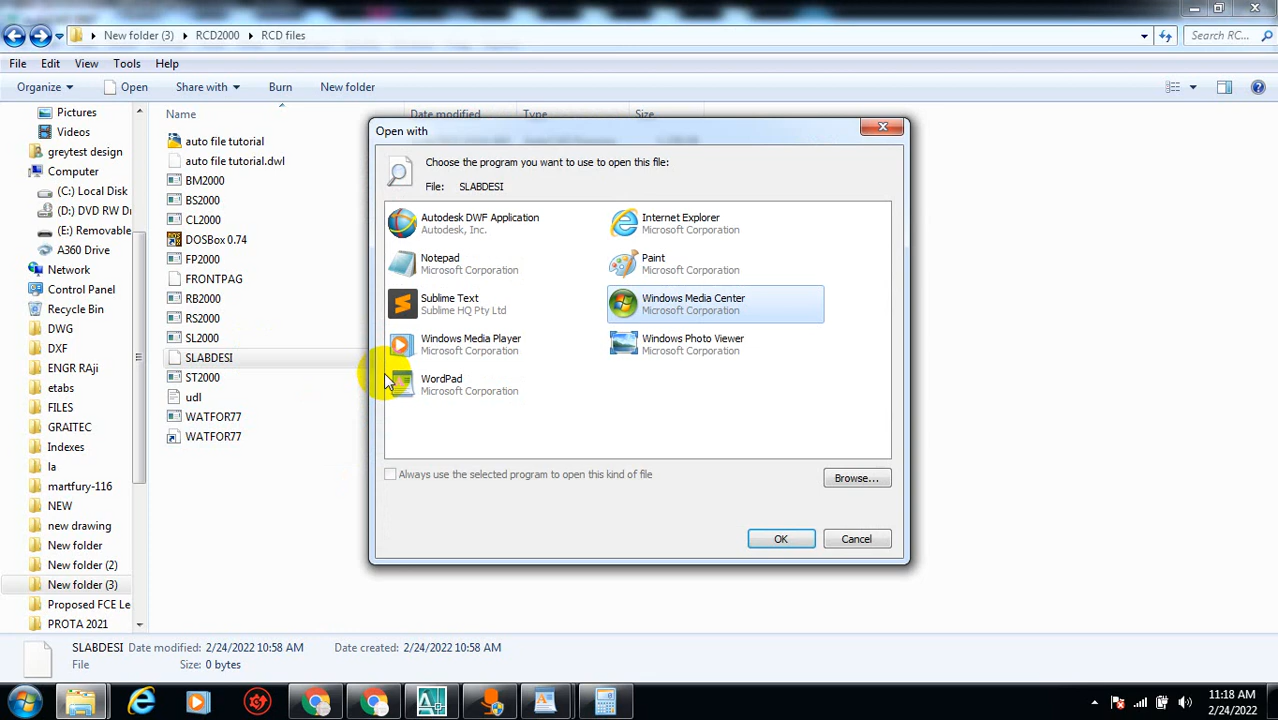 New folder (3) RCD2000 RCD files Search RC...
File Edit View Tools Help
Organize Open Share with Burn New folder
Pictures
Videos
greytest design
Computer
(C:) Local Disk
(D:) DVD RW Dr
(E:) Removable
A360 Drive
Network
Control Panel
Recycle Bin
DWG
DXF
ENGR RAji
etabs
FILES
GRAITEC
Indexes
la
martfury-116
NEW
new drawing
New folder
New folder (2)
New folder (3)
Proposed FCE Le
PROTA 2021
Name Date modified Type Size
auto file tutorial
auto file tutorial.dwl
BM2000
BS2000
CL2000
DOSBox 0.74
FP2000
FRONTPAG
RB2000
RS2000
SL2000
SLABDESI
ST2000
udl
WATFOR77
WATFOR77
Open with
Choose the program you want to use to open this file:
File: SLABDESI
Autodesk DWF Application
Autodesk, Inc.
Internet Explorer
Microsoft Corporation
Notepad
Microsoft Corporation
Paint
Microsoft Corporation
Sublime Text
Sublime HQ Pty Ltd
Windows Media Center
Microsoft Corporation
Windows Media Player
Microsoft Corporation
Windows Photo Viewer
Microsoft Corporation
WordPad
Microsoft Corporation
Always use the selected program to open this kind of file
Browse...
OK Cancel
SLABDESI Date modified: 2/24/2022 10:58 AM Date created: 2/24/2022 10:58 AM
File Size: 0 bytes
11:18 AM
2/24/2022